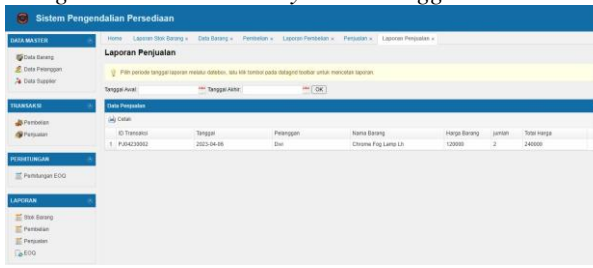 Sistem Pengendalian Persediaan
DATA MASTER
Data Barang
Data Pelanggan
Data Supplier
TRANSAKSI
Pembelian
Penjualan
PERHITUNGAN
Perhitungan EOQ
LAPORAN
Stok Barang
Pembelian
Penjualan
EOQ
Home Laporan Stok Barang × Data Barang × Pembelian × Laporan Pembelian × Penjualan × Laporan Penjualan ×
Laporan Penjualan
Pilih periode tanggal laporan melalui datebox, lalu klik tombol pada datagrid toolbar untuk mencetak laporan.
Tanggal Awal: Tanggal Akhir: OK
Data Penjualan
Cetak
ID Transaksi Tanggal Pelanggan Nama Barang Harga Barang jumlah Total Harga
1 PJ04230002 2023-04-06 Dwi Chrome Fog Lamp Lh 120000 2 240000